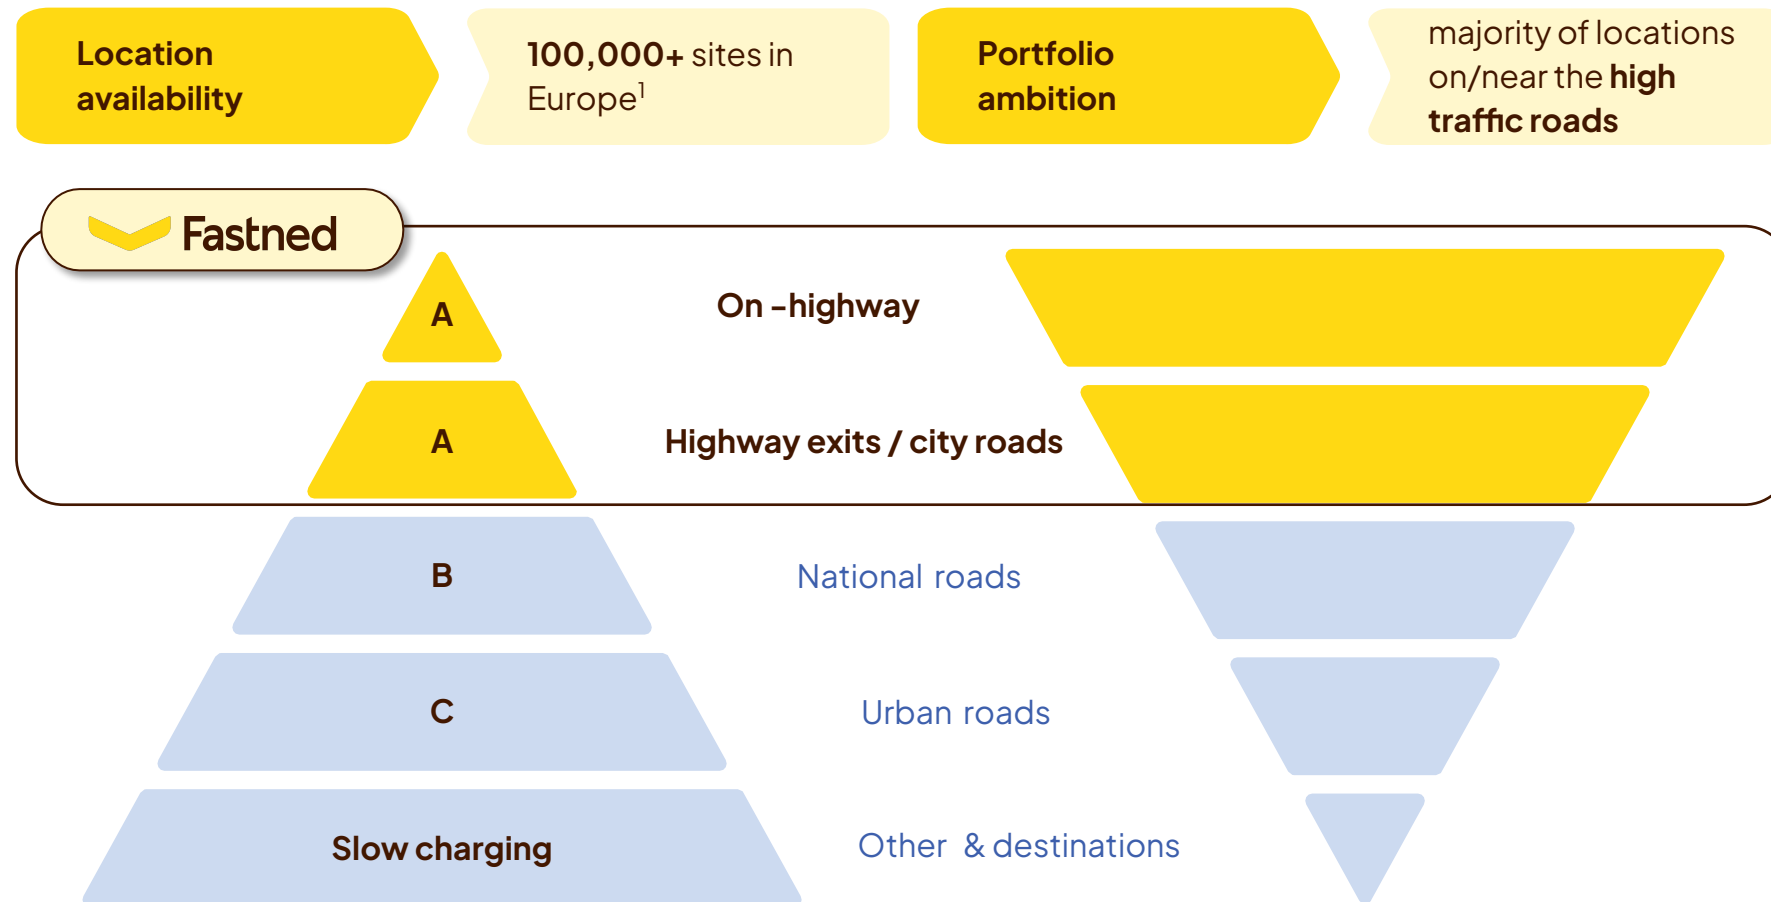 Location
availability
100,000+ sites in
Europe¹
Portfolio
ambition
majority of locations
on/near the high
traffic roads
Fastned
A
On -highway
A
Highway exits / city roads
B
National roads
C
Urban roads
Slow charging
Other & destinations